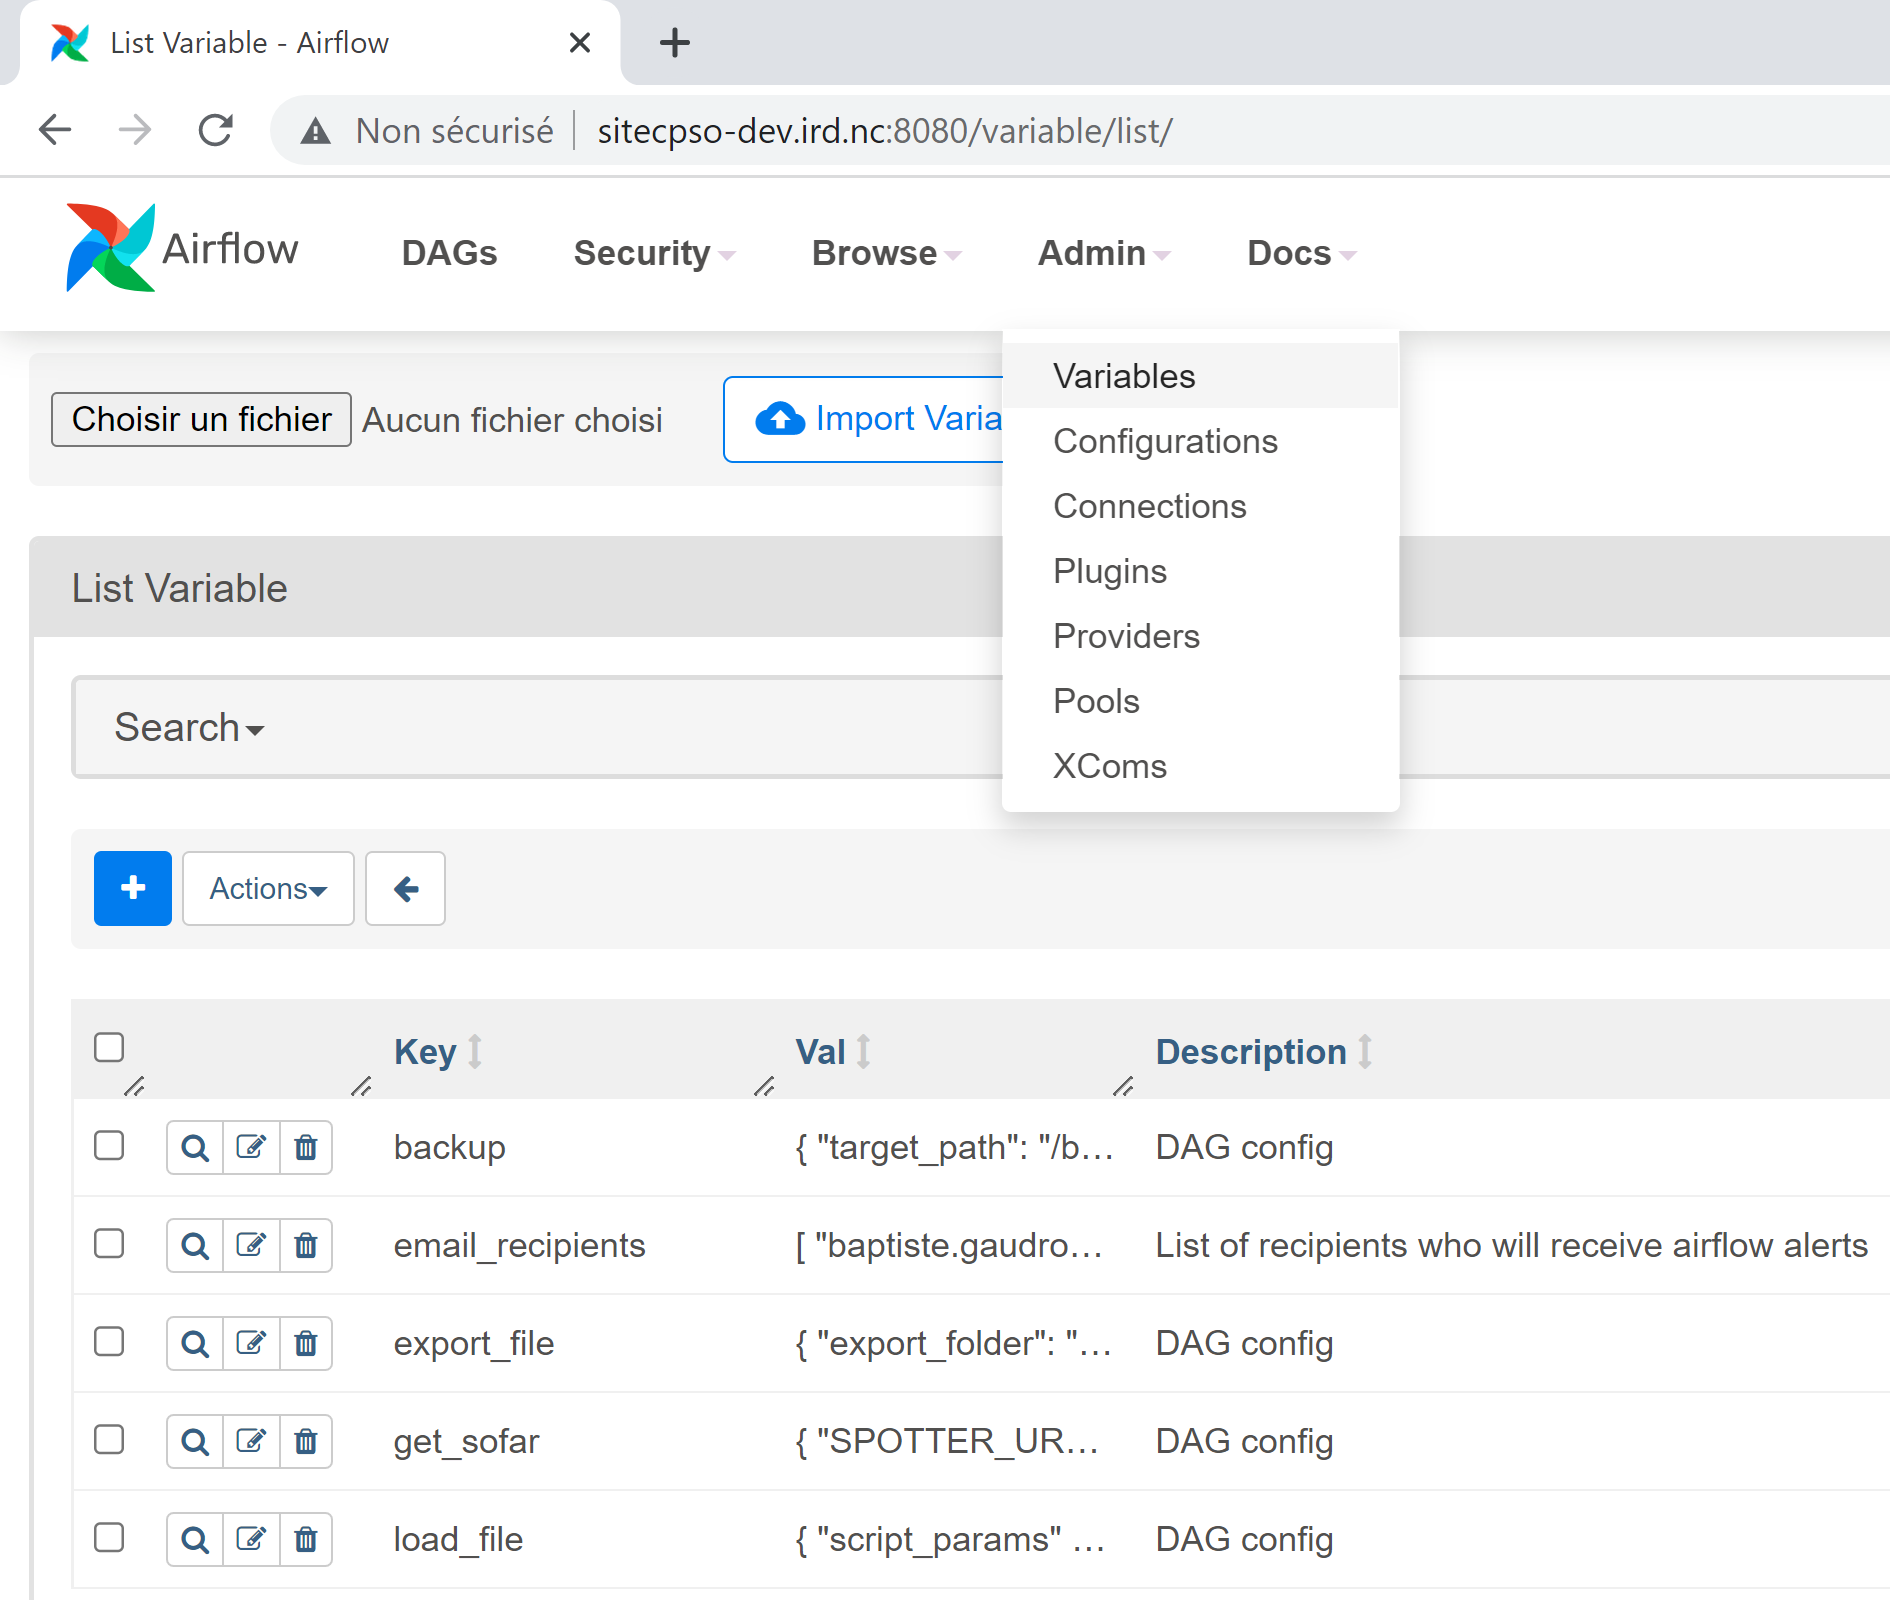 List Variable - Airflow
Non sécurisé sitecpso-dev.ird.nc:8080/variable/list/
Airflow DAGs Security Browse Admin Docs
Variables
Configurations
Connections
Plugins
Providers
Pools
XComs
Choisir un fichier Aucun fichier choisi Import Varia
List Variable
Search
Actions
Key Val Description
backup { "target_path": "/b... DAG config
email_recipients [ "baptiste.gaudro... List of recipients who will receive airflow alerts
export_file { "export_folder": "... DAG config
get_sofar { "SPOTTER_UR... DAG config
load_file { "script_params" ... DAG config